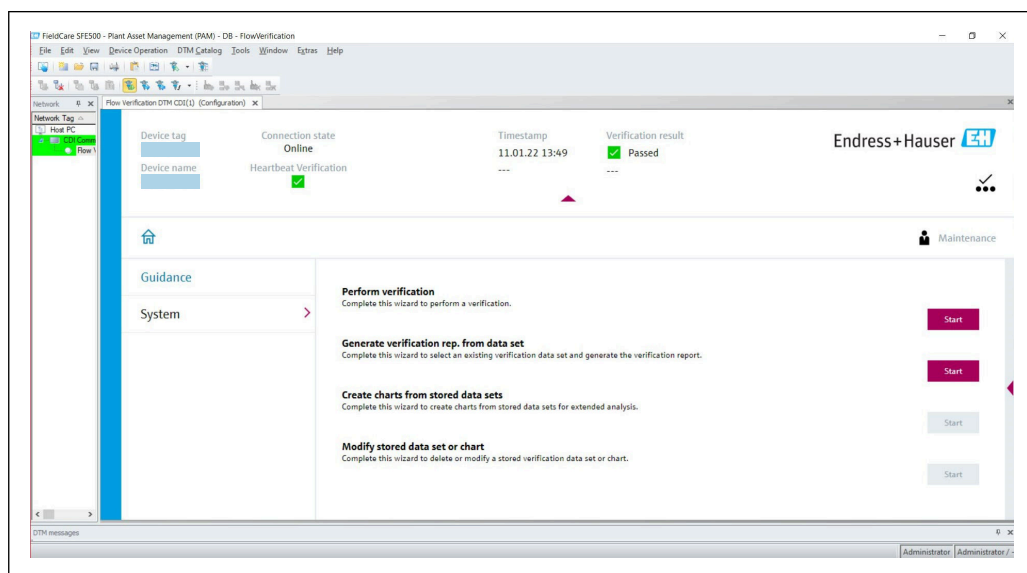 FieldCare SFE500 - Plant Asset Management (PAM) - DB - FlowVerification
File Edit View Device Operation DTM Catalog Tools Window Extras Help
Network
Flow Verification DTM CDI(1) (Configuration)
Network Tag
Host PC
CDI Comm
Flow V
Device tag
Connection state
Online
Timestamp
11.01.22 13:49
Verification result
Passed
Endress+Hauser EH
Device name
Heartbeat Verification
---
---
Maintenance
Guidance
System
Perform verification
Complete this wizard to perform a verification.
Start
Generate verification rep. from data set
Complete this wizard to select an existing verification data set and generate the verification report.
Start
Create charts from stored data sets
Complete this wizard to create charts from stored data sets for extended analysis.
Start
Modify stored data set or chart
Complete this wizard to delete or modify a stored verification data set or chart.
Start
DTM messages
Administrator Administrator / -